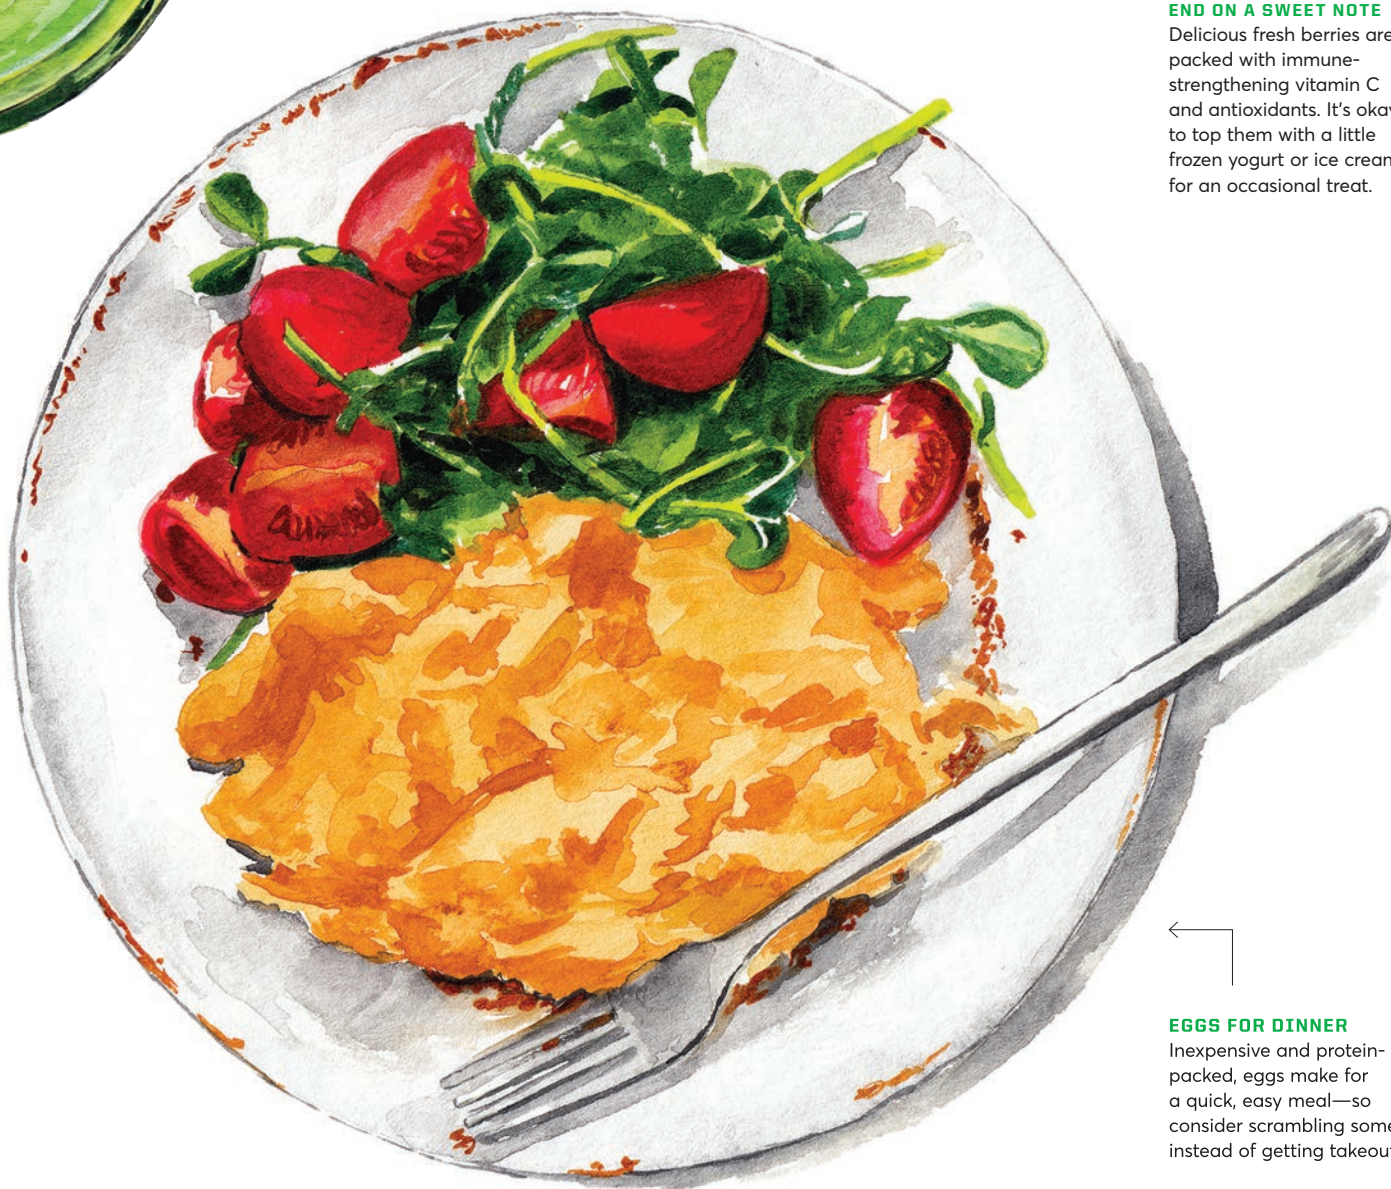 END ON A SWEET NOTE
Delicious fresh berries are
packed with immune-
strengthening vitamin C
and antioxidants. It's okay
to top them with a little
frozen yogurt or ice cream
for an occasional treat.
EGGS FOR DINNER
Inexpensive and protein-
packed, eggs make for
a quick, easy meal—so
consider scrambling some
instead of getting takeout